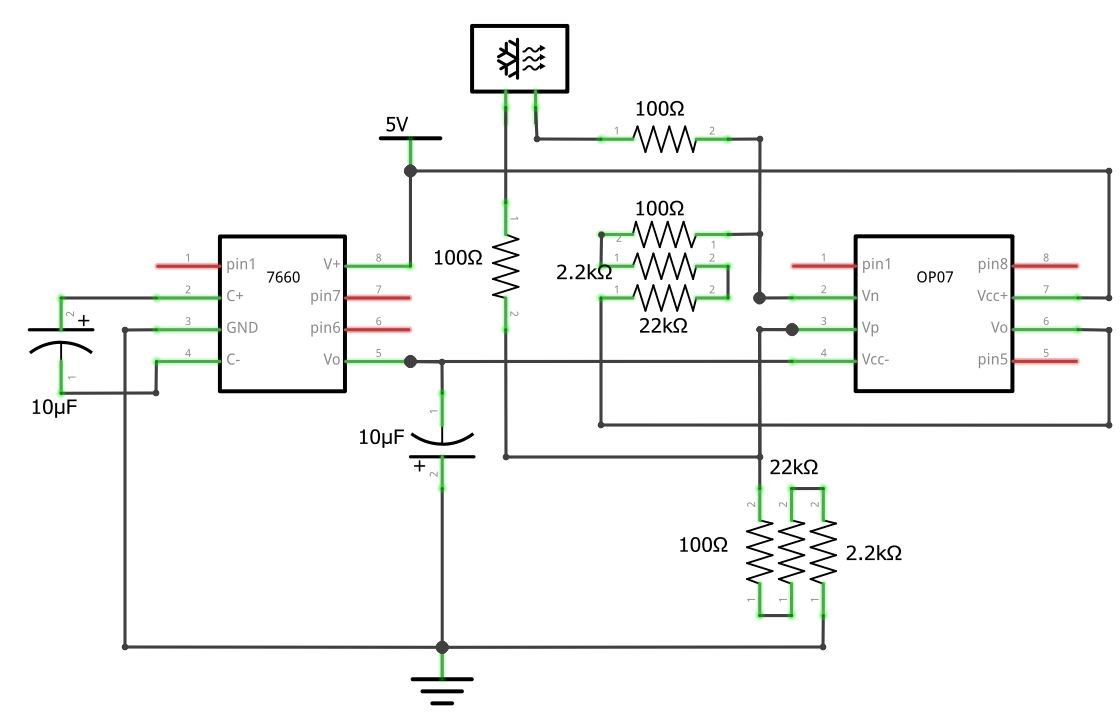 100Ω
1 2
5V
100Ω
2 1
1
100Ω
2.2kΩ
1 2
1 2
22kΩ
2
1 pin1
7660
V+ 8
2 C+
pin7 7
3 GND
pin6 6
4 C-
Vo 5
2
+
1
10μF
1
10μF
+
2
1 pin1
OP07
pin8 8
2 Vn
Vcc+ 7
3 Vp
Vo 6
4 Vcc-
pin5 5
22kΩ
2 2 2
100Ω
2.2kΩ
1 1 1